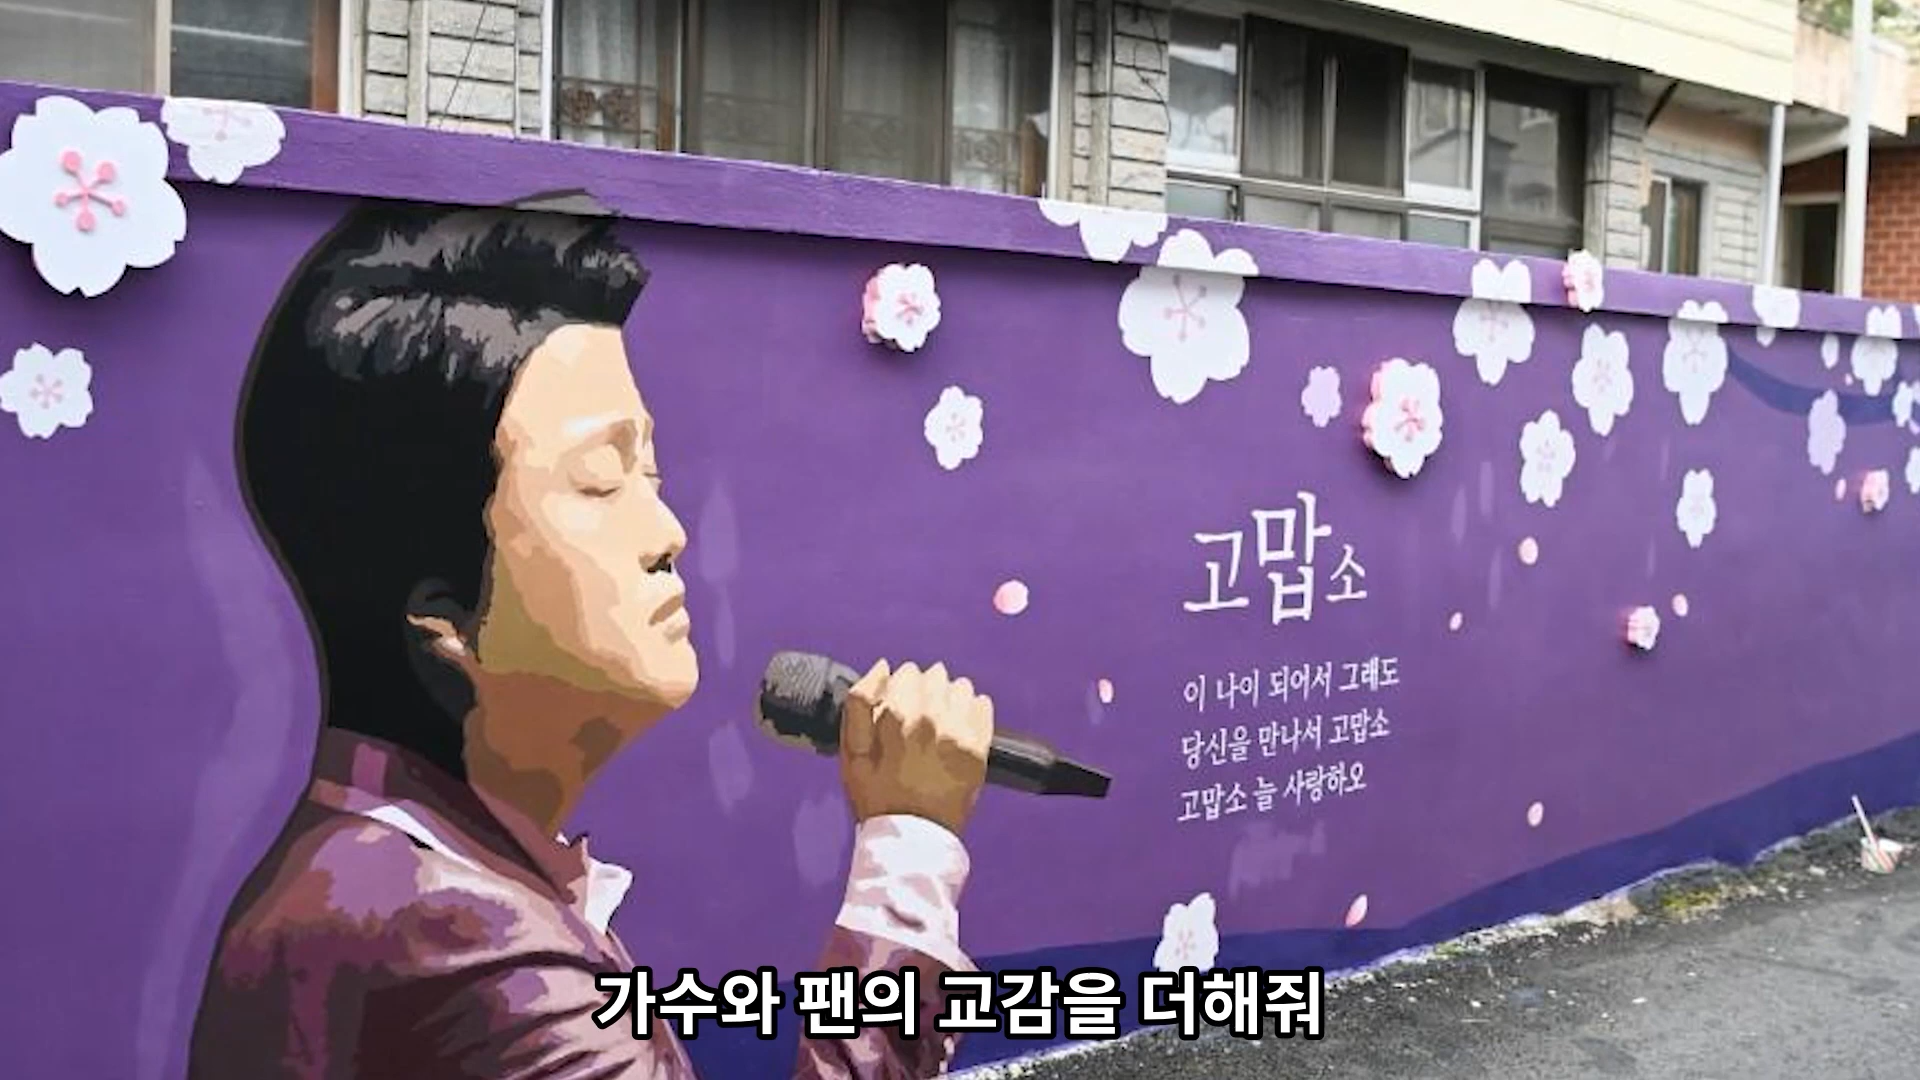 고맙소
이 나이 되어서 그래도
당신을 만나서 고맙소
고맙소 늘 사랑하오
가수와 팬의 교감을 더해줘